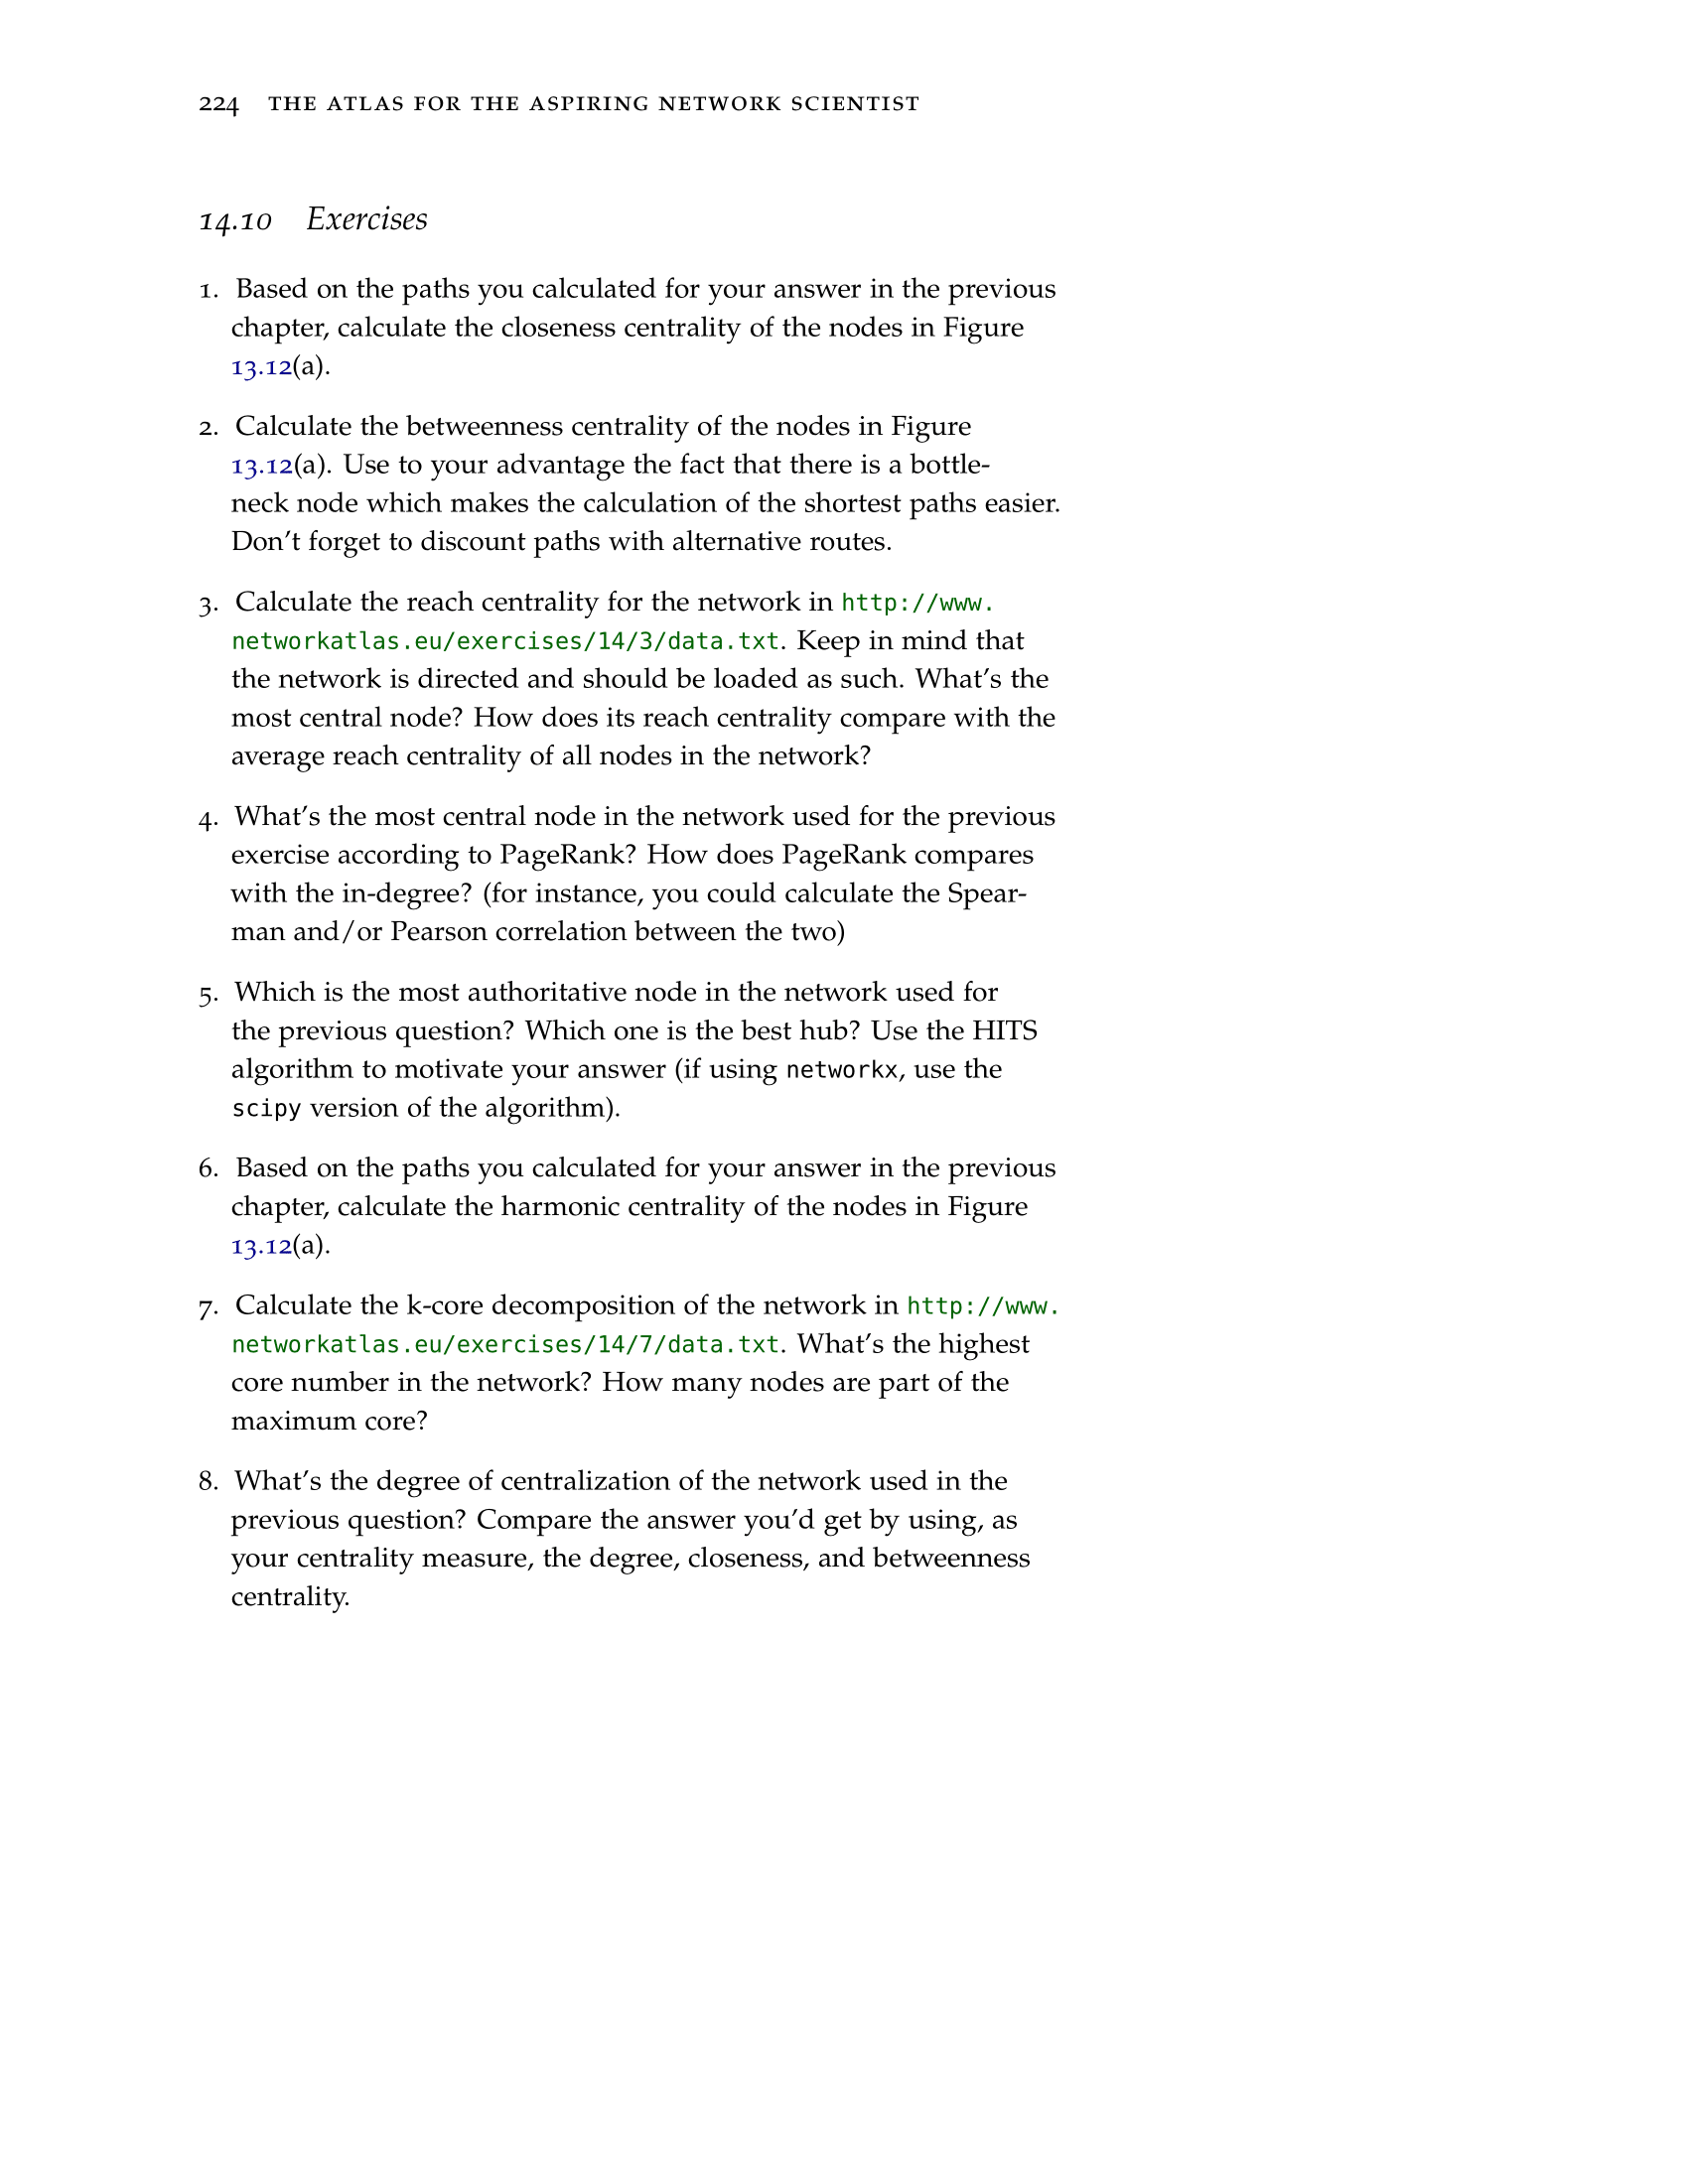 224 THE ATLAS FOR THE ASPIRING NETWORK SCIENTIST
14.10 Exercises
1. Based on the paths you calculated for your answer in the previous
chapter, calculate the closeness centrality of the nodes in Figure
13.12(a).
2. Calculate the betweenness centrality of the nodes in Figure
13.12(a). Use to your advantage the fact that there is a bottle-
neck node which makes the calculation of the shortest paths easier.
Don't forget to discount paths with alternative routes.
3. Calculate the reach centrality for the network in http://www.
networkatlas.eu/exercises/14/3/data.txt. Keep in mind that
the network is directed and should be loaded as such. What's the
most central node? How does its reach centrality compare with the
average reach centrality of all nodes in the network?
4. What's the most central node in the network used for the previous
exercise according to PageRank? How does PageRank compares
with the in-degree? (for instance, you could calculate the Spear-
man and/or Pearson correlation between the two)
5. Which is the most authoritative node in the network used for
the previous question? Which one is the best hub? Use the HITS
algorithm to motivate your answer (if using networkx, use the
scipy version of the algorithm).
6. Based on the paths you calculated for your answer in the previous
chapter, calculate the harmonic centrality of the nodes in Figure
13.12(a).
7. Calculate the k-core decomposition of the network in http://www.
networkatlas.eu/exercises/14/7/data.txt. What's the highest
core number in the network? How many nodes are part of the
maximum core?
8. What's the degree of centralization of the network used in the
previous question? Compare the answer you'd get by using, as
your centrality measure, the degree, closeness, and betweenness
centrality.